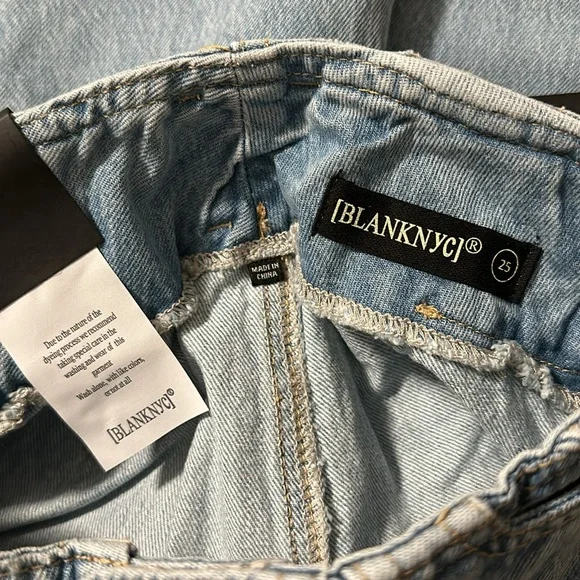 [BLANKNYC]®
25
MADE IN
CHINA
Due to the nature of the
dyeing process we recommend
taking special care in the
washing and wear of this
garment
Wash alone, with like colors,
or not at all
[BLANKNYC]®